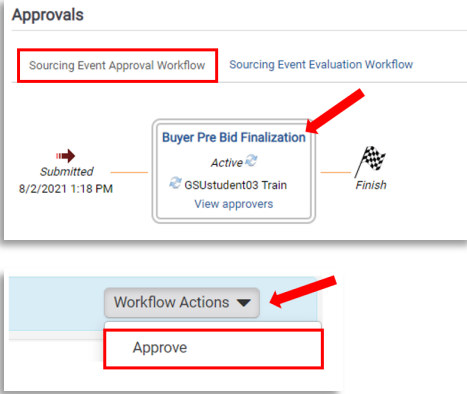 Approvals
Sourcing Event Approval Workflow Sourcing Event Evaluation Workflow
Buyer Pre Bid Finalization
Active
Submitted
8/2/2021 1:18 PM
GSUstudent03 Train
View approvers
Finish
Workflow Actions
Approve